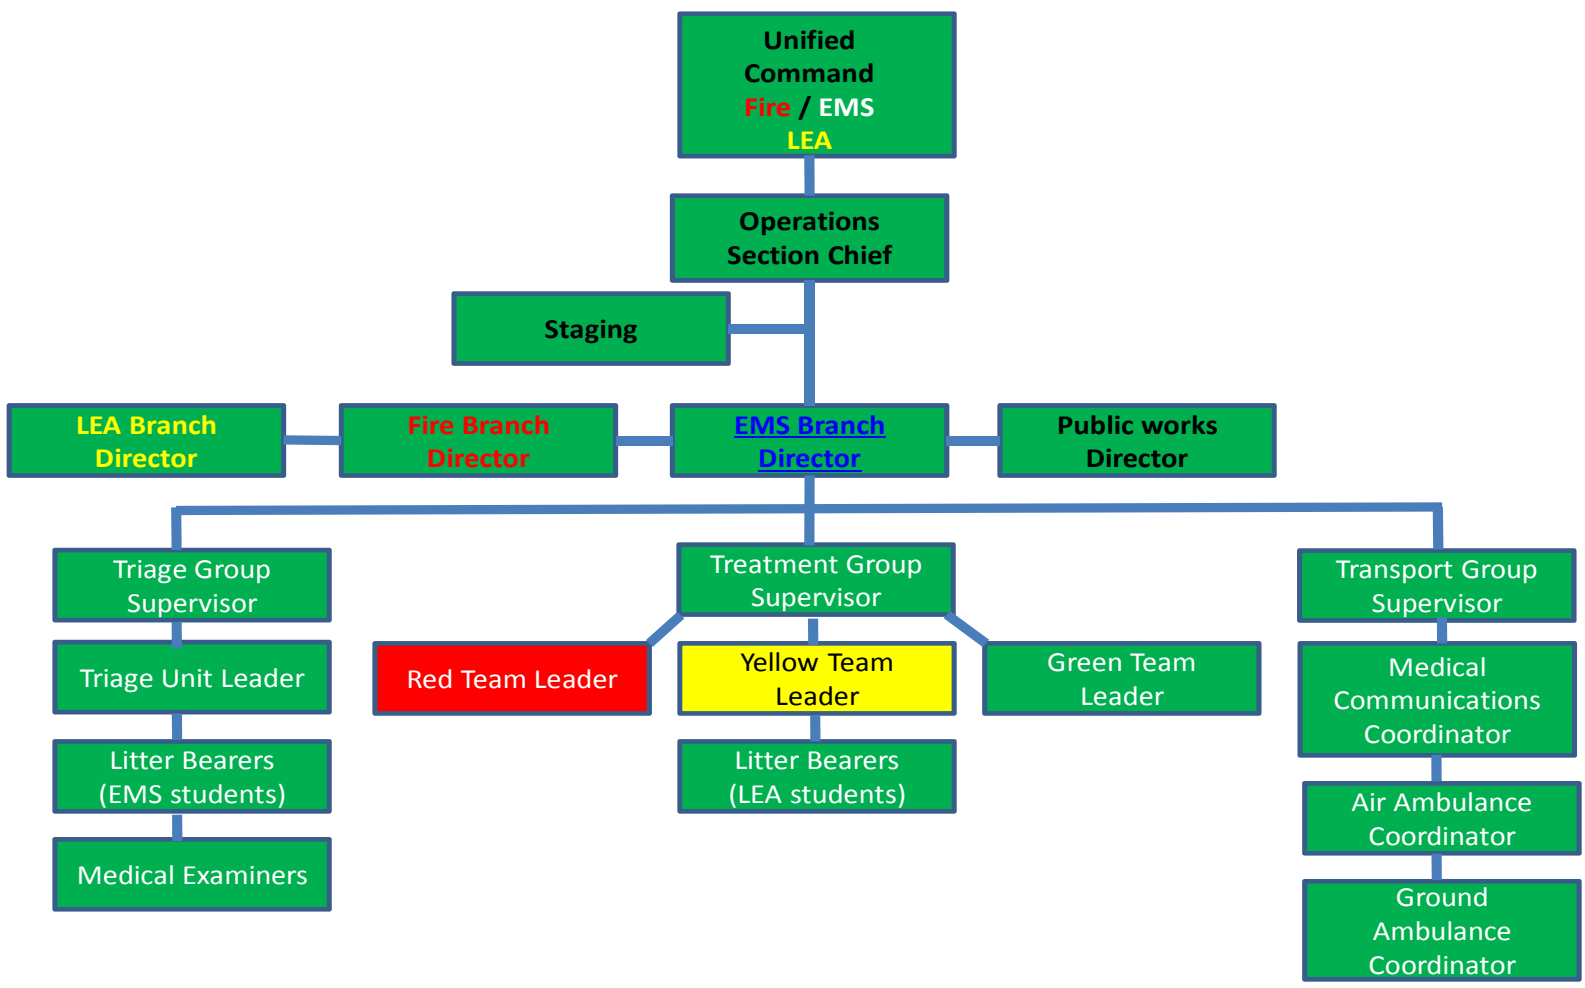 Unified
Command
Fire / EMS
LEA
Operations
Section Chief
Staging
LEA Branch
Director
Fire Branch
Director
EMS Branch
Director
Public works
Director
Triage Group
Supervisor
Treatment Group
Supervisor
Transport Group
Supervisor
Triage Unit Leader
Red Team Leader
Yellow Team
Leader
Green Team
Leader
Medical
Communications
Coordinator
Litter Bearers
(EMS students)
Litter Bearers
(LEA students)
Air Ambulance
Coordinator
Medical Examiners
Ground
Ambulance
Coordinator